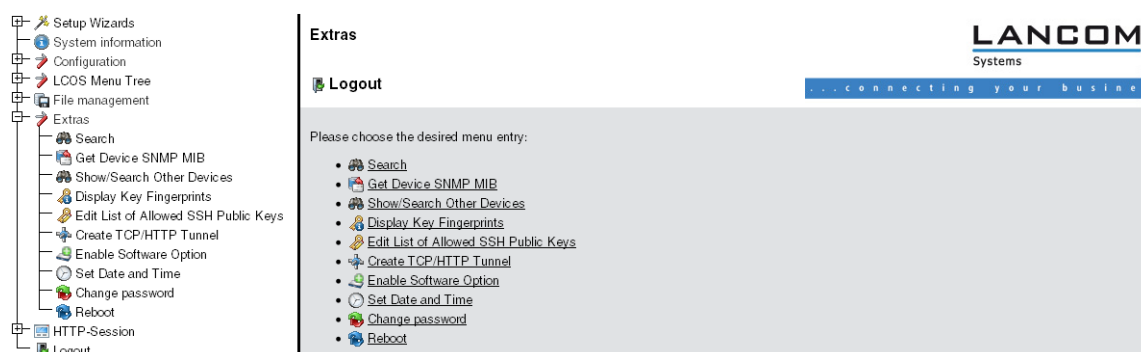 Setup Wizards
System information
Configuration
LCOS Menu Tree
File management
Extras
Search
Get Device SNMP MIB
Show/Search Other Devices
Display Key Fingerprints
Edit List of Allowed SSH Public Keys
Create TCP/HTTP Tunnel
Enable Software Option
Set Date and Time
Change password
Reboot
HTTP-Session
Logout
Extras
LANCOM
Systems
Logout
...connecting your busine
Please choose the desired menu entry:
Search
Get Device SNMP MIB
Show/Search Other Devices
Display Key Fingerprints
Edit List of Allowed SSH Public Keys
Create TCP/HTTP Tunnel
Enable Software Option
Set Date and Time
Change password
Reboot